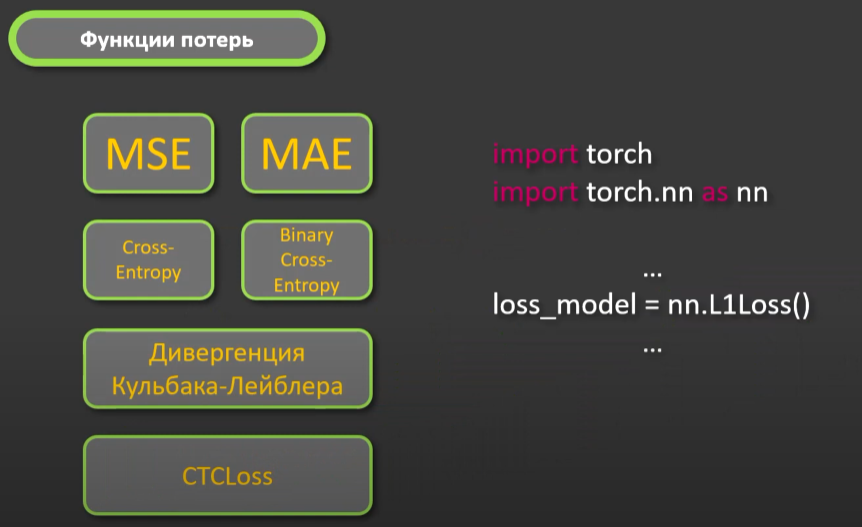 Функции потерь
MSE
MAE
Cross-
Entropy
Binary
Cross-
Entropy
Дивергенция
Кульбака-Лейблера
CTCLoss
import torch
import torch.nn as nn
...
loss_model = nn.L1Loss()
...